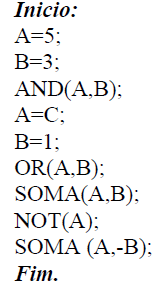 Inicio:
A=5;
B=3;
AND(A,B);
A=C;
B=1;
OR(A,B);
SOMA(A,B);
NOT(A);
SOMA (A,-B);
Fim.